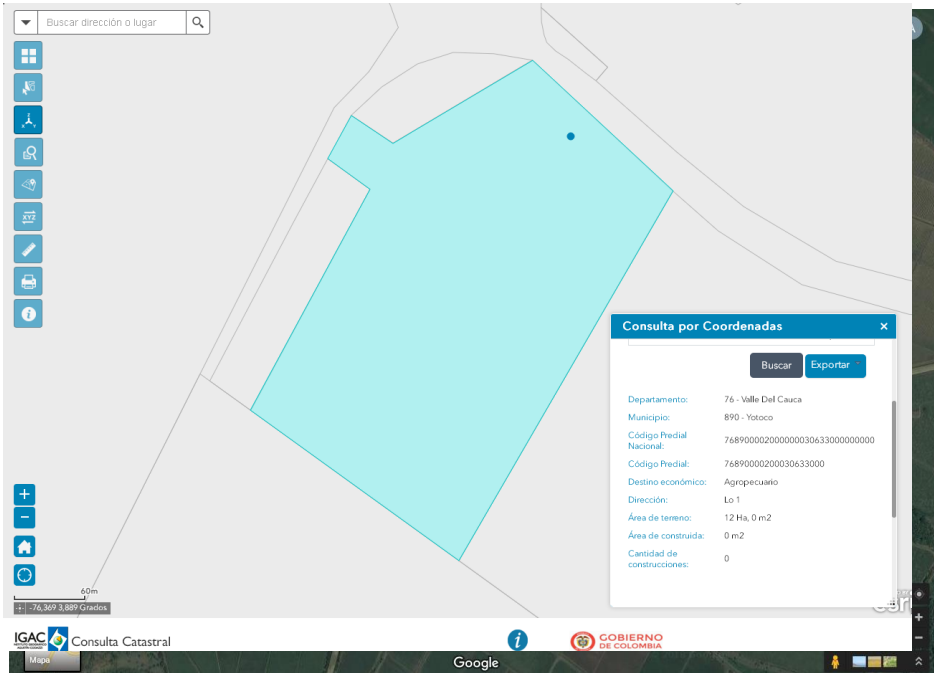 Buscar dirección o lugar
Consulta por Coordenadas
Buscar
Exportar
Departamento: 76 - Valle Del Cauca
Municipio: 890 - Yotoco
Código Predial Nacional: 768900002000000030633000000000
Código Predial: 76890000200030633000
Destino económico: Agropecuario
Dirección: Lo 1
Área de terreno: 12 Ha, 0 m2
Área de construida: 0 m2
Cantidad de construcciones: 0
60m
-76,369 3,889 Grados
esri
IGAC
Consulta Catastral
GOBIERNO
DE COLOMBIA
Mapa
Google